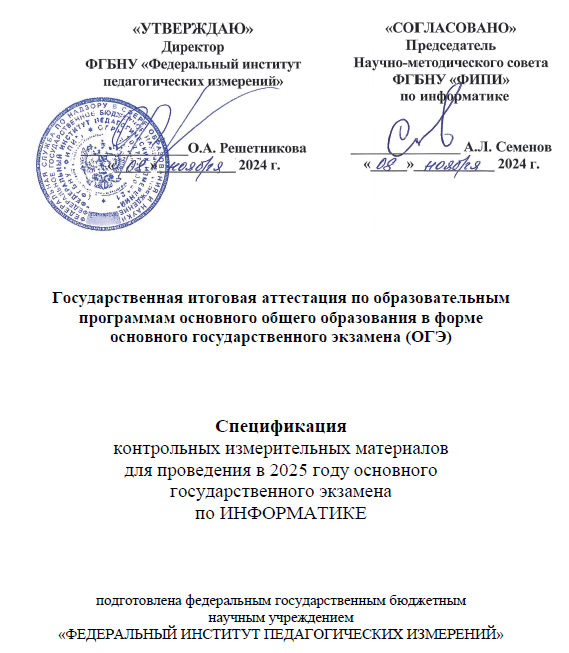 «УТВЕРЖДАЮ»
Директор
ФГБНУ «Федеральный институт
педагогических измерений»
О.А. Решетникова
«08» ноября 2024 г.
«СОГЛАСОВАНО»
Председатель
Научно-методического совета
ФГБНУ «ФИПИ»
по информатике
А.Л. Семенов
«08» ноября 2024 г.
Государственная итоговая аттестация по образовательным
программам основного общего образования в форме
основного государственного экзамена (ОГЭ)
Спецификация
контрольных измерительных материалов
для проведения в 2025 году основного
государственного экзамена
по ИНФОРМАТИКЕ
подготовлена федеральным государственным бюджетным
научным учреждением
«ФЕДЕРАЛЬНЫЙ ИНСТИТУТ ПЕДАГОГИЧЕСКИХ ИЗМЕРЕНИЙ»